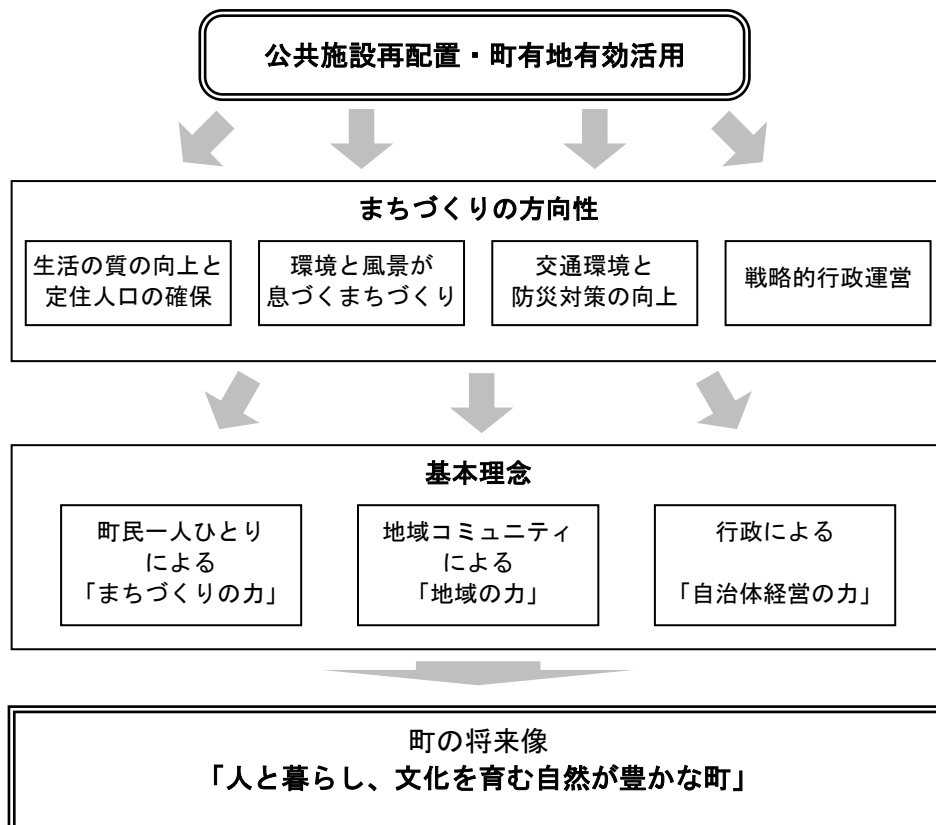 公共施設再配置・町有地有効活用
まちづくりの方向性
生活の質の向上と
定住人口の確保
環境と風景が
息づくまちづくり
交通環境と
防災対策の向上
戦略的行政運営
基本理念
町民一人ひとり
による
「まちづくりの力」
地域コミュニティ
による
「地域の力」
行政による
「自治体経営の力」
町の将来像
「人と暮らし、文化を育む自然が豊かな町」